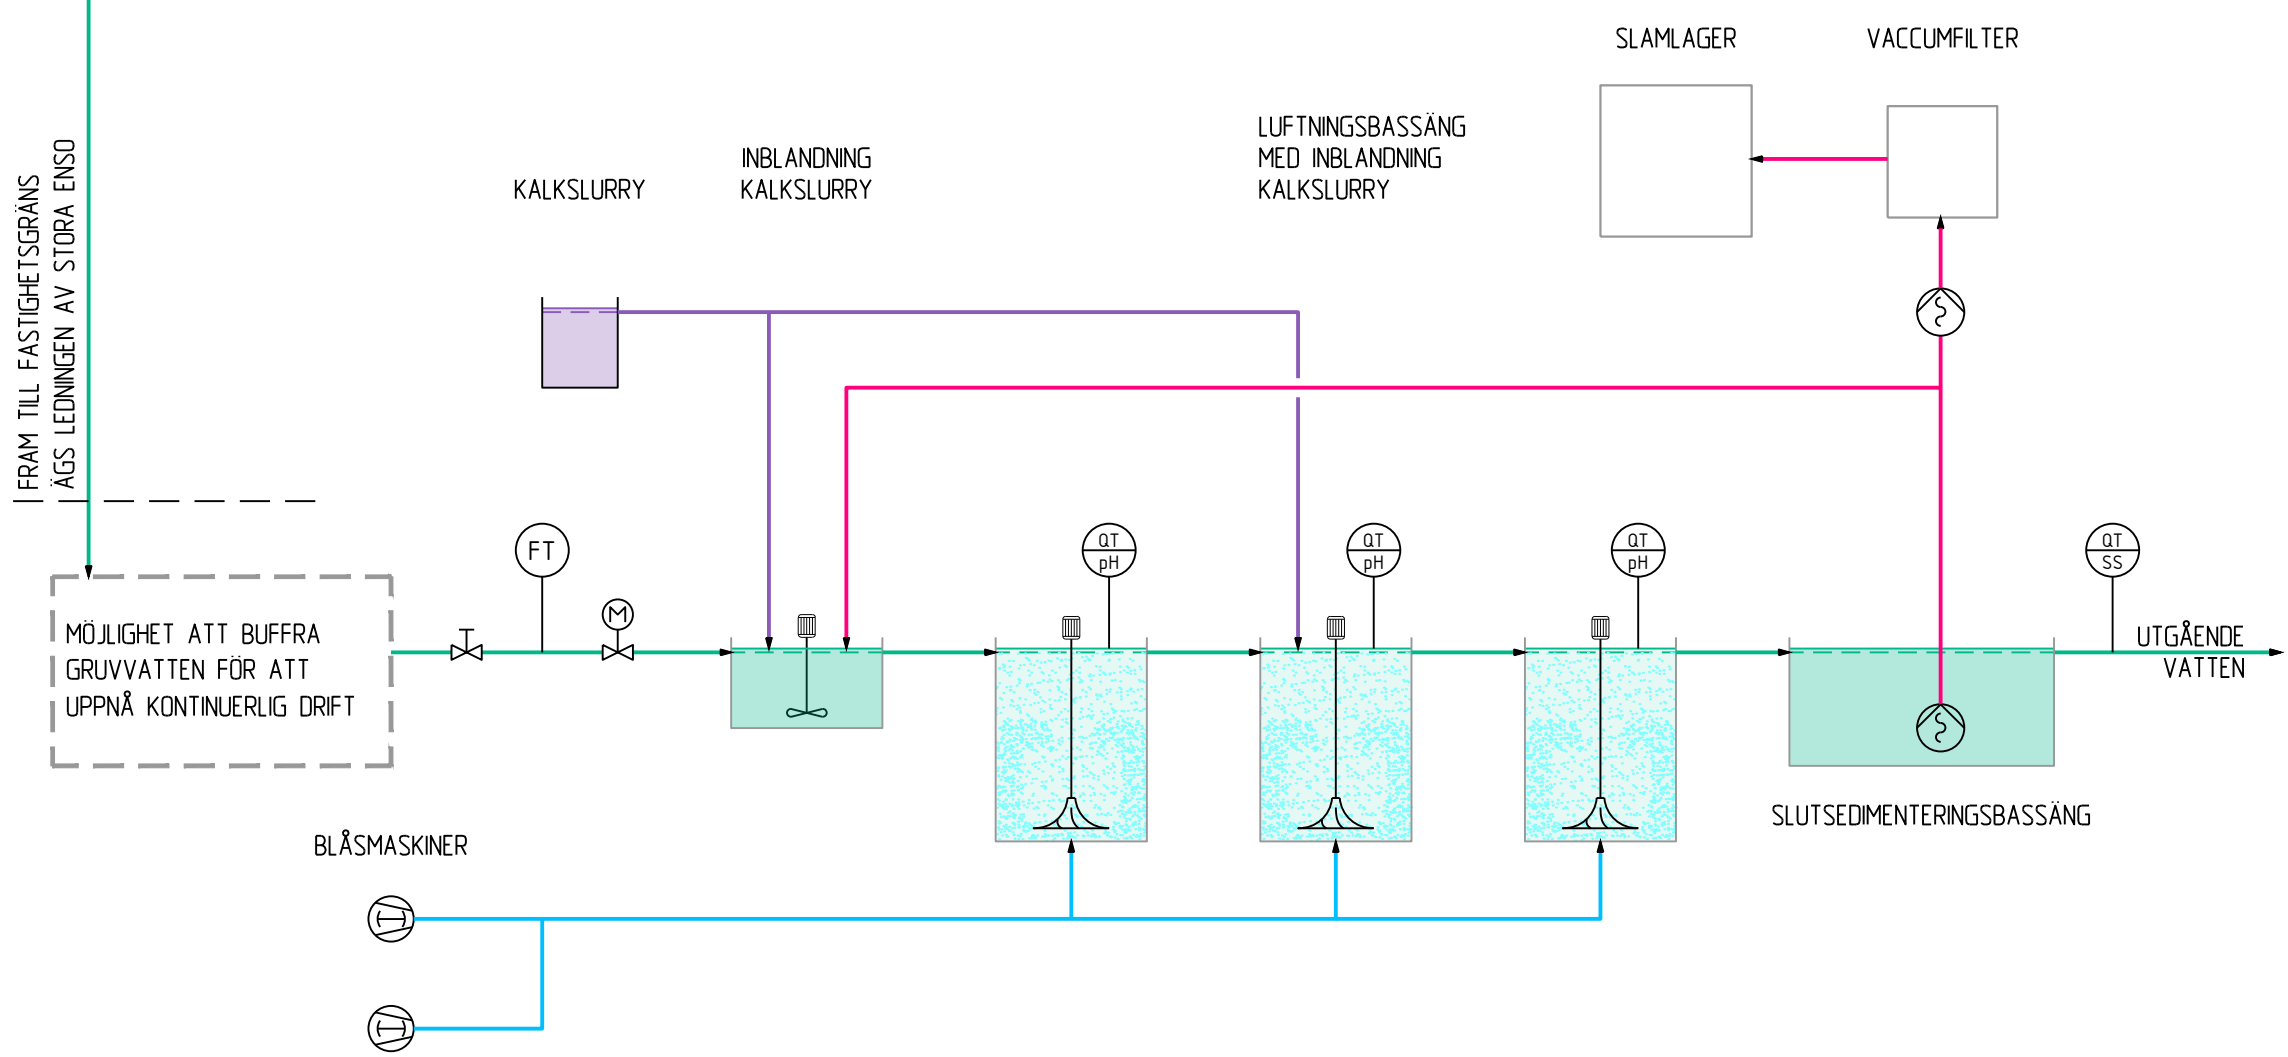 SLAMLAGER
VACCUMFILTER
LUFTNINGSBASSÄNG
MED INBLANDNING
KALKSLURRY
INBLANDNING
KALKSLURRY
KALKSLURRY
FRAM TILL FASTIGHETSGRÄNS
ÄGS LEDNINGEN AV STORA ENSO
FT
QT
pH
QT
pH
QT
pH
QT
SS
M
MÖJLIGHET ATT BUFFRA
GRUVVATTEN FÖR ATT
UPPNÅ KONTINUERLIG DRIFT
UTGÅENDE
VATTEN
SLUTSEDIMENTERINGSBASSÄNG
BLÅSMASKINER